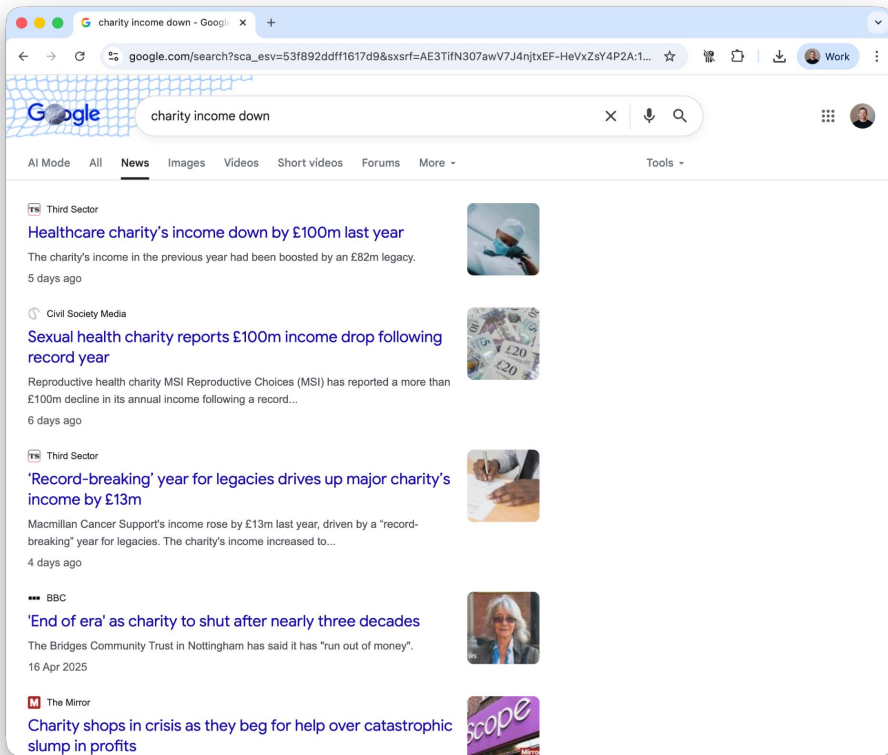 charity income down - Googl
google.com/search?sca_esv=53f892ddff1617d9&sxsrf=AE3TifN307awV7J4njtxEF-HeVxZsY4P2A:1...
Work
Google
charity income down
AI Mode All News Images Videos Short videos Forums More
Tools
TS Third Sector
Healthcare charity's income down by £100m last year
The charity's income in the previous year had been boosted by an £82m legacy.
5 days ago
Civil Society Media
Sexual health charity reports £100m income drop following
record year
Reproductive health charity MSI Reproductive Choices (MSI) has reported a more than
£100m decline in its annual income following a record...
6 days ago
£20
£20
TS Third Sector
‘Record-breaking’ year for legacies drives up major charity’s
income by £13m
Macmillan Cancer Support's income rose by £13m last year, driven by a “record-
breaking” year for legacies. The charity's income increased to...
4 days ago
BBC
'End of era' as charity to shut after nearly three decades
The Bridges Community Trust in Nottingham has said it has "run out of money".
16 Apr 2025
M The Mirror
Charity shops in crisis as they beg for help over catastrophic
slump in profits
scope
Mirror